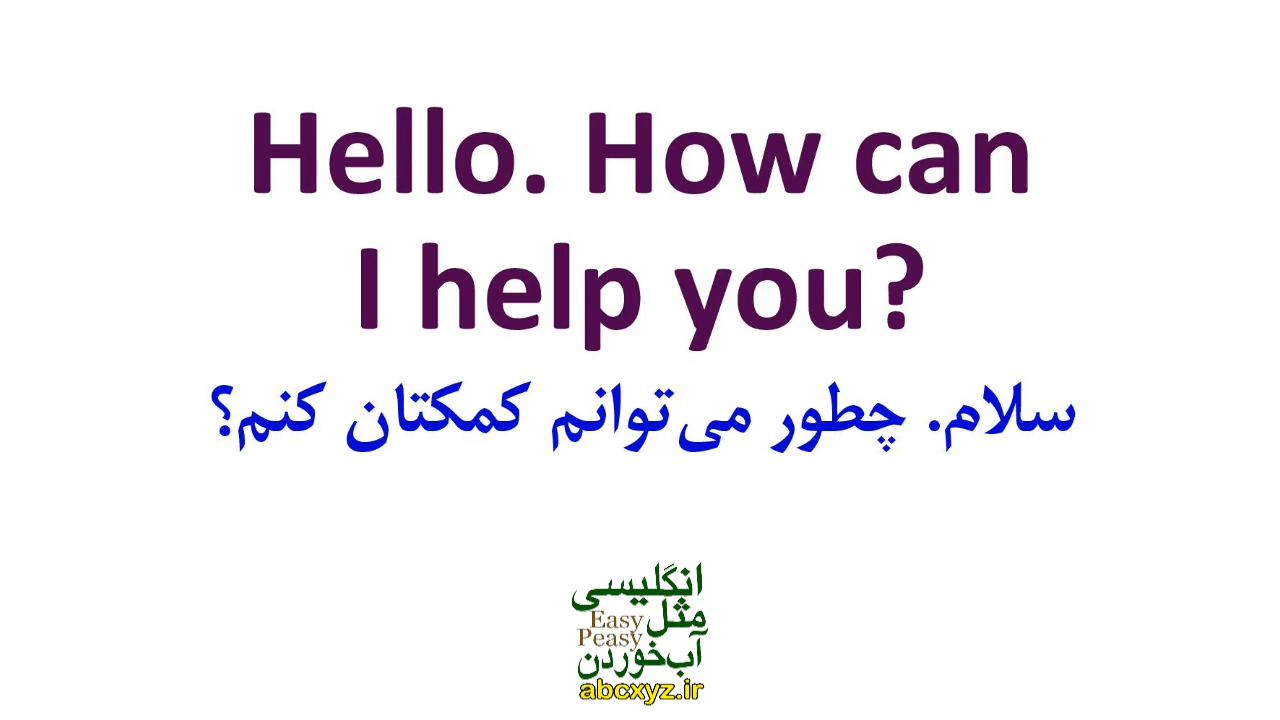 Hello. How can
I help you?
سلام. چطور می‌توانم کمکتان کنم؟
انگلیسی
مثل
Easy
Peasy
آب‌خوردن
abcxyz.ir